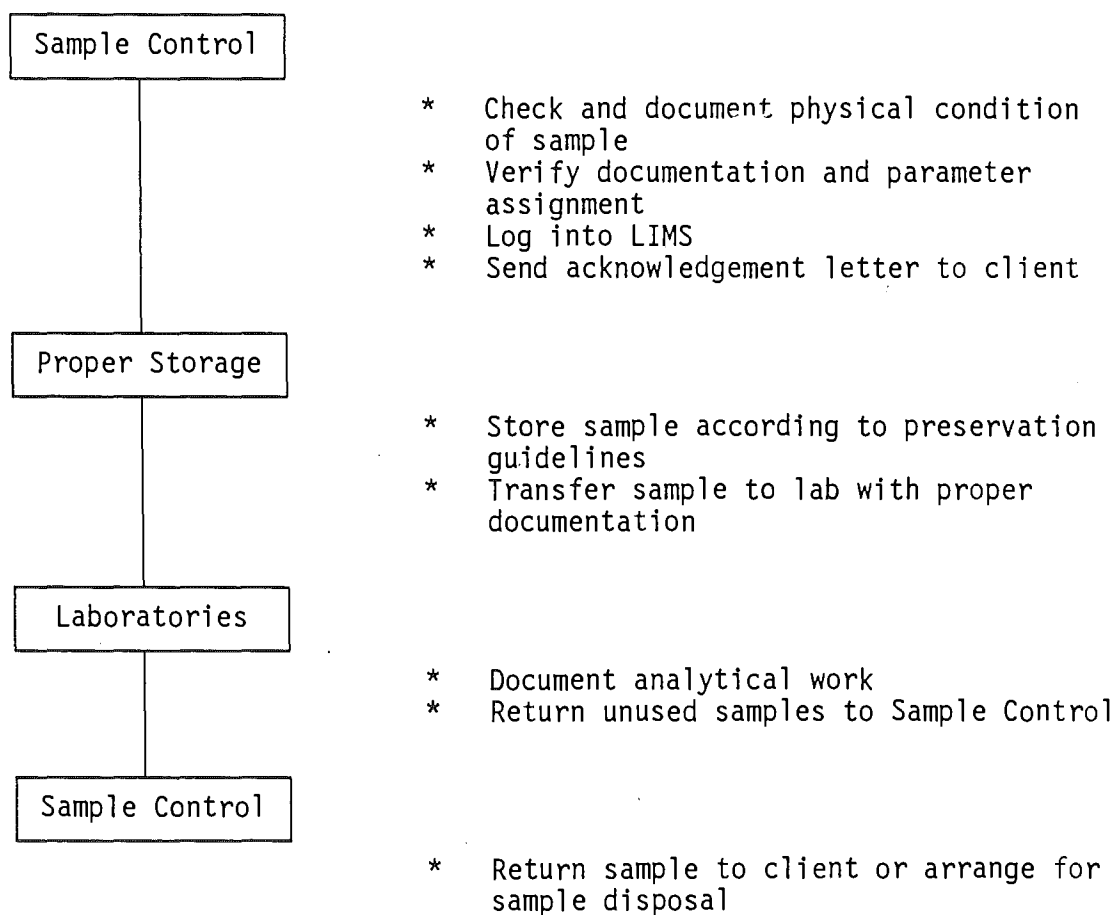 Sample Control
* Check and document physical condition
of sample
* Verify documentation and parameter
assignment
* Log into LIMS
* Send acknowledgement letter to client
Proper Storage
* Store sample according to preservation
guidelines
* Transfer sample to lab with proper
documentation
Laboratories
* Document analytical work
* Return unused samples to Sample Control
Sample Control
* Return sample to client or arrange for
sample disposal